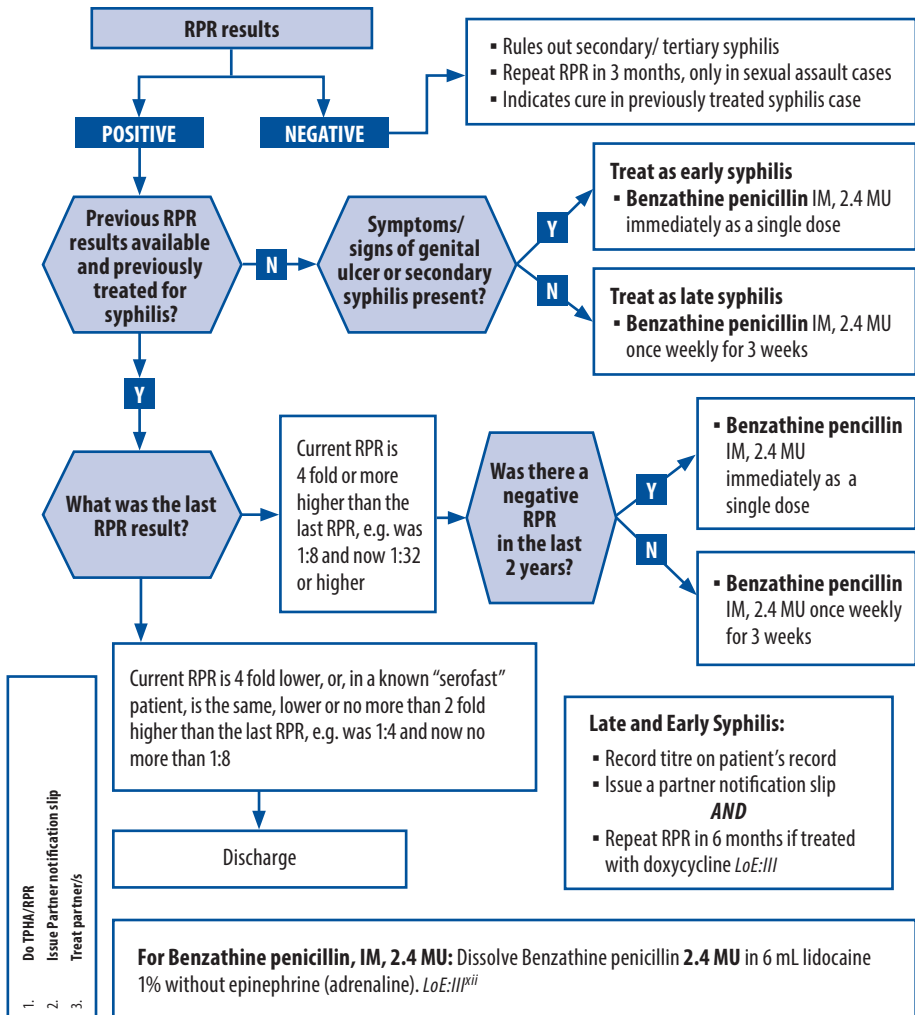 RPR results
POSITIVE
NEGATIVE
▪ Rules out secondary/ tertiary syphilis
▪ Repeat RPR in 3 months, only in sexual assault cases
▪ Indicates cure in previously treated syphilis case
Previous RPR
results available
and previously
treated for
syphilis?
N
Symptoms/
signs of genital
ulcer or secondary
syphilis present?
Y
Treat as early syphilis
▪ Benzathine penicillin IM, 2.4 MU
immediately as a single dose
N
Treat as late syphilis
▪ Benzathine penicillin IM, 2.4 MU
once weekly for 3 weeks
Y
What was the last
RPR result?
Current RPR is
4 fold or more
higher than the
last RPR, e.g. was
1:8 and now 1:32
or higher
Was there a
negative
RPR
in the last
2 years?
Y
▪ Benzathine pencillin
IM, 2.4 MU
immediately as a
single dose
N
▪ Benzathine pencillin
IM, 2.4 MU once weekly
for 3 weeks
Current RPR is 4 fold lower, or, in a known “serofast”
patient, is the same, lower or no more than 2 fold
higher than the last RPR, e.g. was 1:4 and now no
more than 1:8
Discharge
Late and Early Syphilis:
▪ Record titre on patient’s record
▪ Issue a partner notification slip
AND
▪ Repeat RPR in 6 months if treated
with doxycycline LoE:III
1. Do TPHA/RPR
2. Issue Partner notification slip
3. Treat partner/s
For Benzathine penicillin, IM, 2.4 MU: Dissolve Benzathine penicillin 2.4 MU in 6 mL lidocaine
1% without epinephrine (adrenaline). LoE:IIIxii